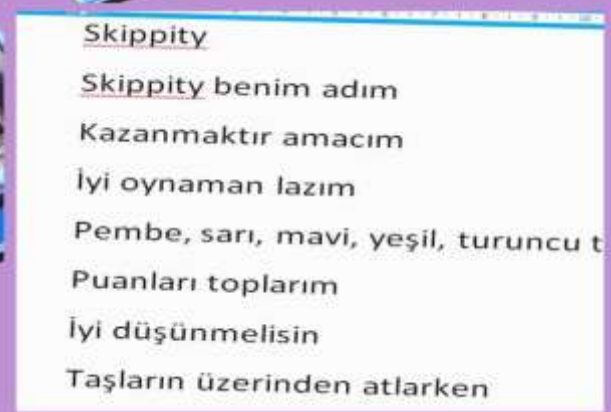 Skippity
Skippity benim adım
Kazanmaktır amacım
İyi oynaman lazım
Pembe, sarı, mavi, yeşil, turuncu t
Puanları toplarım
İyi düşünmelisin
Taşların üzerinden atlarken